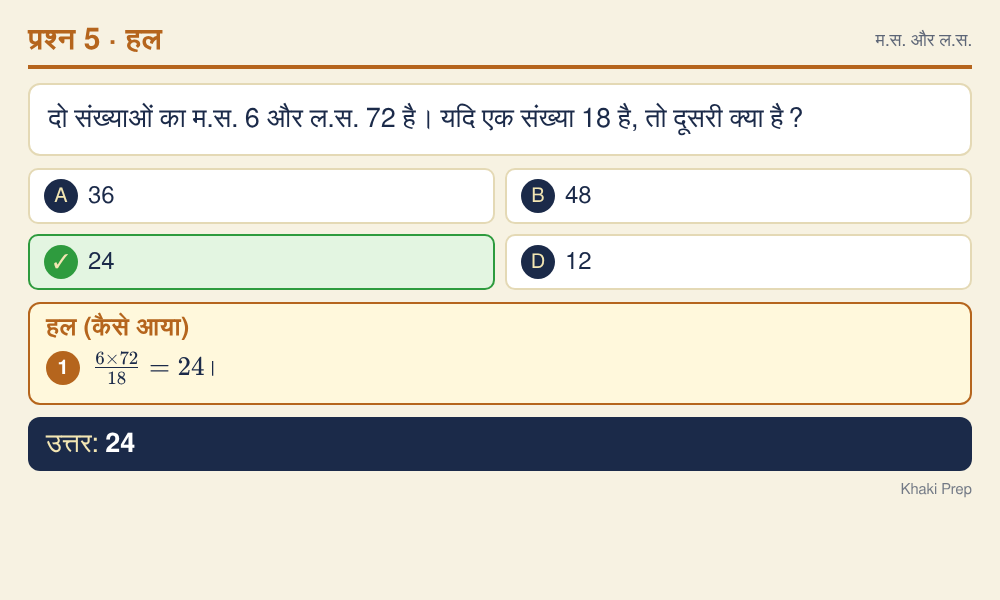 प्रश्न 5 · हल
म.स. और ल.स.
दो संख्याओं का म.स. 6 और ल.स. 72 है। यदि एक संख्या 18 है, तो दूसरी क्या है?
A 36
B 48
✓ 24
D 12
हल (कैसे आया)
1 \frac{6×72}{18} = 24।
उत्तर: 24
Khaki Prep